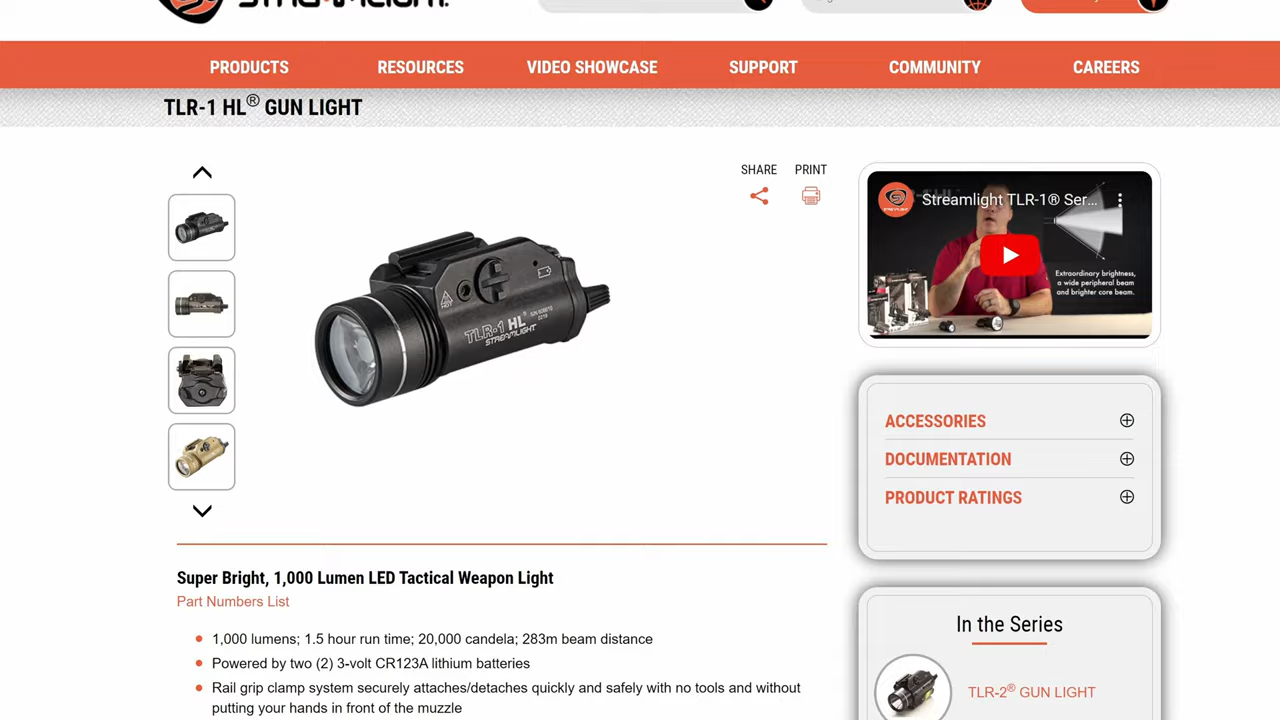 STREAMLIGHT®
PRODUCTS
RESOURCES
VIDEO SHOWCASE
SUPPORT
COMMUNITY
CAREERS
TLR-1 HL® GUN LIGHT
SHARE
PRINT
TLR-1 HL®
STREAMLIGHT
HOT
Streamlight TLR-1® Ser...
Extraordinary brightness,
a wide peripheral beam
and brighter core beam.
ACCESSORIES
DOCUMENTATION
PRODUCT RATINGS
Super Bright, 1,000 Lumen LED Tactical Weapon Light
Part Numbers List
1,000 lumens; 1.5 hour run time; 20,000 candela; 283m beam distance
Powered by two (2) 3-volt CR123A lithium batteries
Rail grip clamp system securely attaches/detaches quickly and safely with no tools and without
putting your hands in front of the muzzle
In the Series
TLR-2® GUN LIGHT